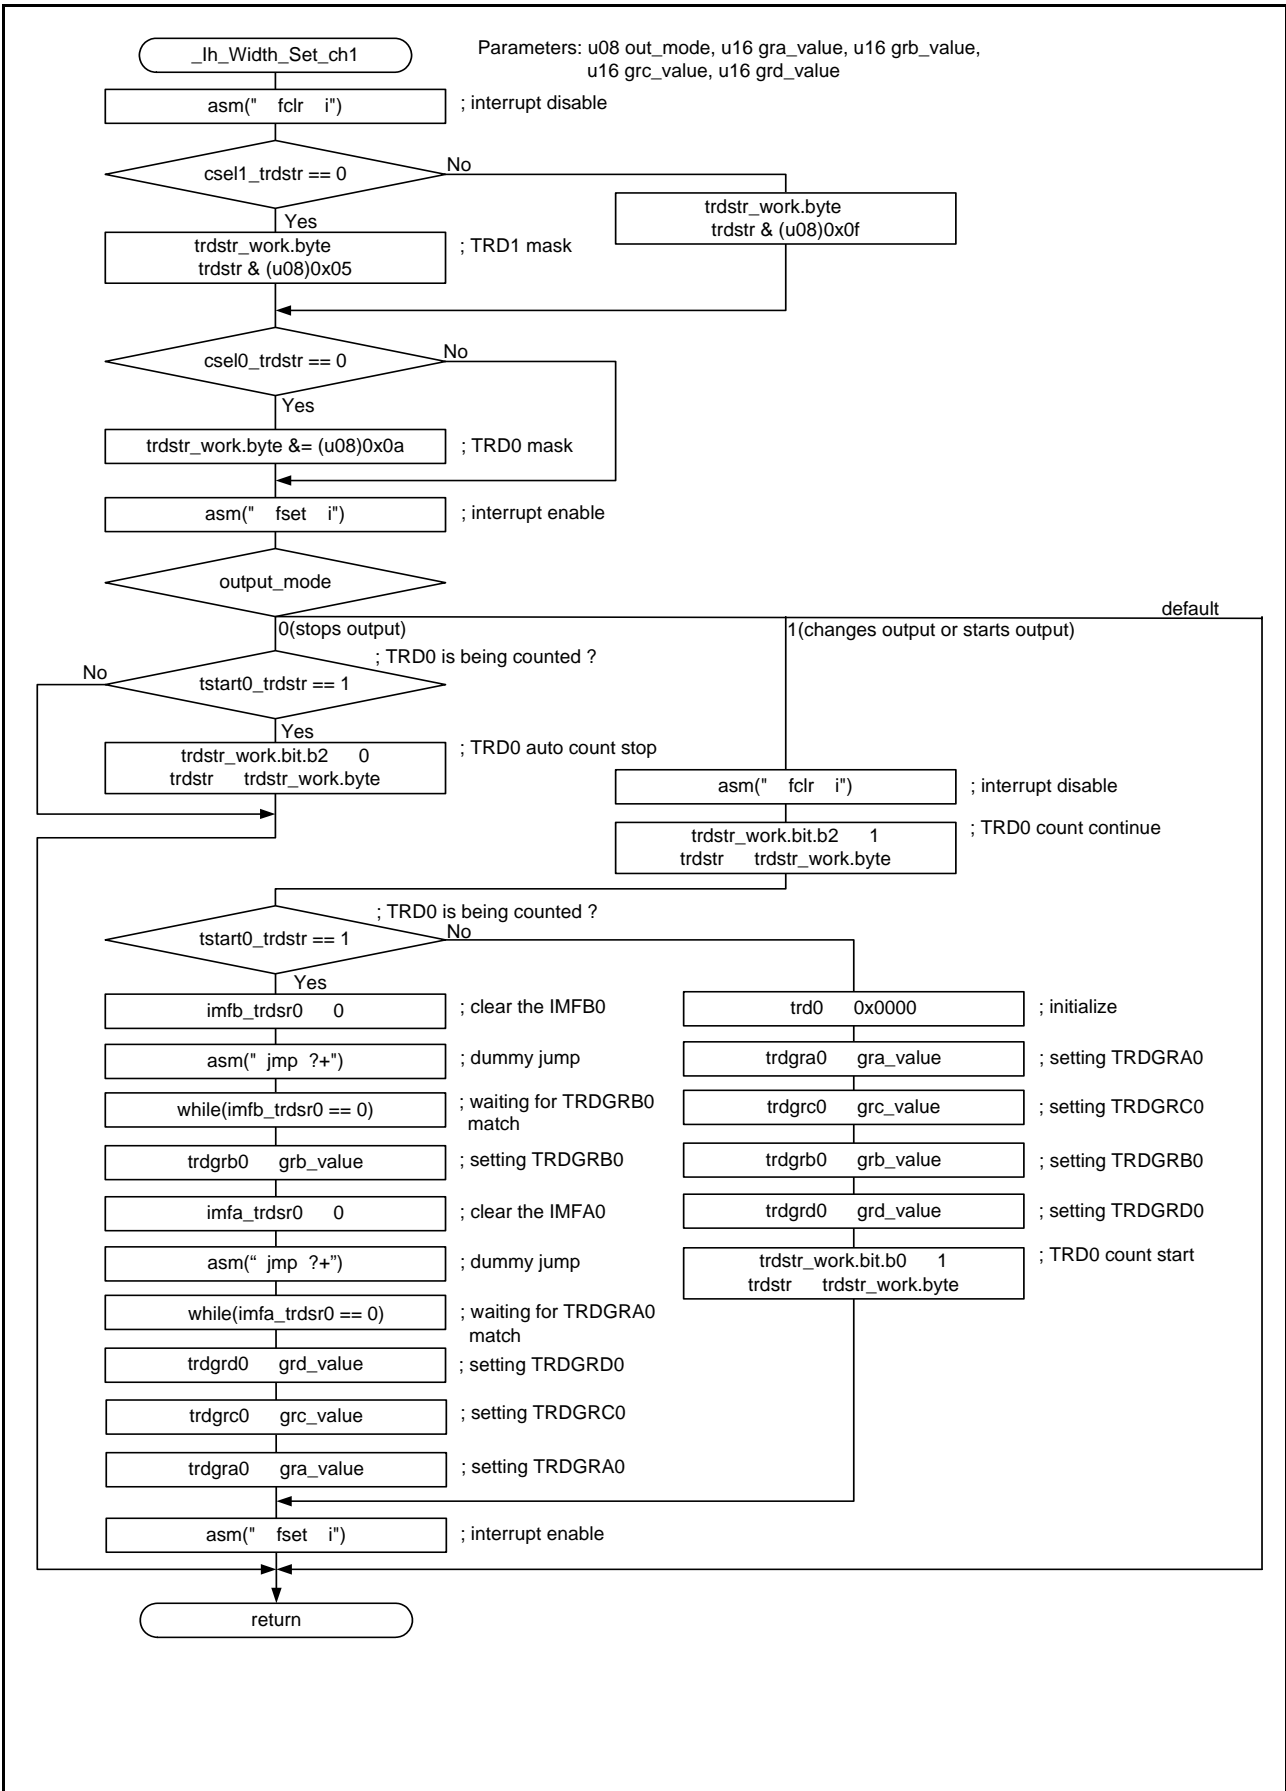 _Ih_Width_Set_ch1
Parameters: u08 out_mode, u16 gra_value, u16 grb_value,
u16 grc_value, u16 grd_value
asm("    fclr    i")
; interrupt disable
csel1_trdstr == 0
No
Yes
trdstr_work.byte
trdstr & (u08)0x0f
trdstr_work.byte
trdstr & (u08)0x05
; TRD1 mask
csel0_trdstr == 0
No
Yes
trdstr_work.byte &= (u08)0x0a
; TRD0 mask
asm("    fset    i")
; interrupt enable
output_mode
default
0(stops output)
1(changes output or starts output)
; TRD0 is being counted ?
No
tstart0_trdstr == 1
Yes
trdstr_work.bit.b2    0
trdstr    trdstr_work.byte
; TRD0 auto count stop
asm("    fclr    i")
; interrupt disable
trdstr_work.bit.b2    1
trdstr    trdstr_work.byte
; TRD0 count continue
; TRD0 is being counted ?
tstart0_trdstr == 1
No
Yes
imfb_trdsr0    0
; clear the IMFB0
asm("  jmp  ?+")
; dummy jump
while(imfb_trdsr0 == 0)
; waiting for TRDGRB0
match
trdgrb0    grb_value
; setting TRDGRB0
imfa_trdsr0    0
; clear the IMFA0
asm(“  jmp  ?+”)
; dummy jump
while(imfa_trdsr0 == 0)
; waiting for TRDGRA0
match
trdgrd0    grd_value
; setting TRDGRD0
trdgrc0    grc_value
; setting TRDGRC0
trdgra0    gra_value
; setting TRDGRA0
trd0    0x0000
; initialize
trdgra0    gra_value
; setting TRDGRA0
trdgrc0    grc_value
; setting TRDGRC0
trdgrb0    grb_value
; setting TRDGRB0
trdgrd0    grd_value
; setting TRDGRD0
trdstr_work.bit.b0    1
trdstr    trdstr_work.byte
; TRD0 count start
asm("    fset    i")
; interrupt enable
return